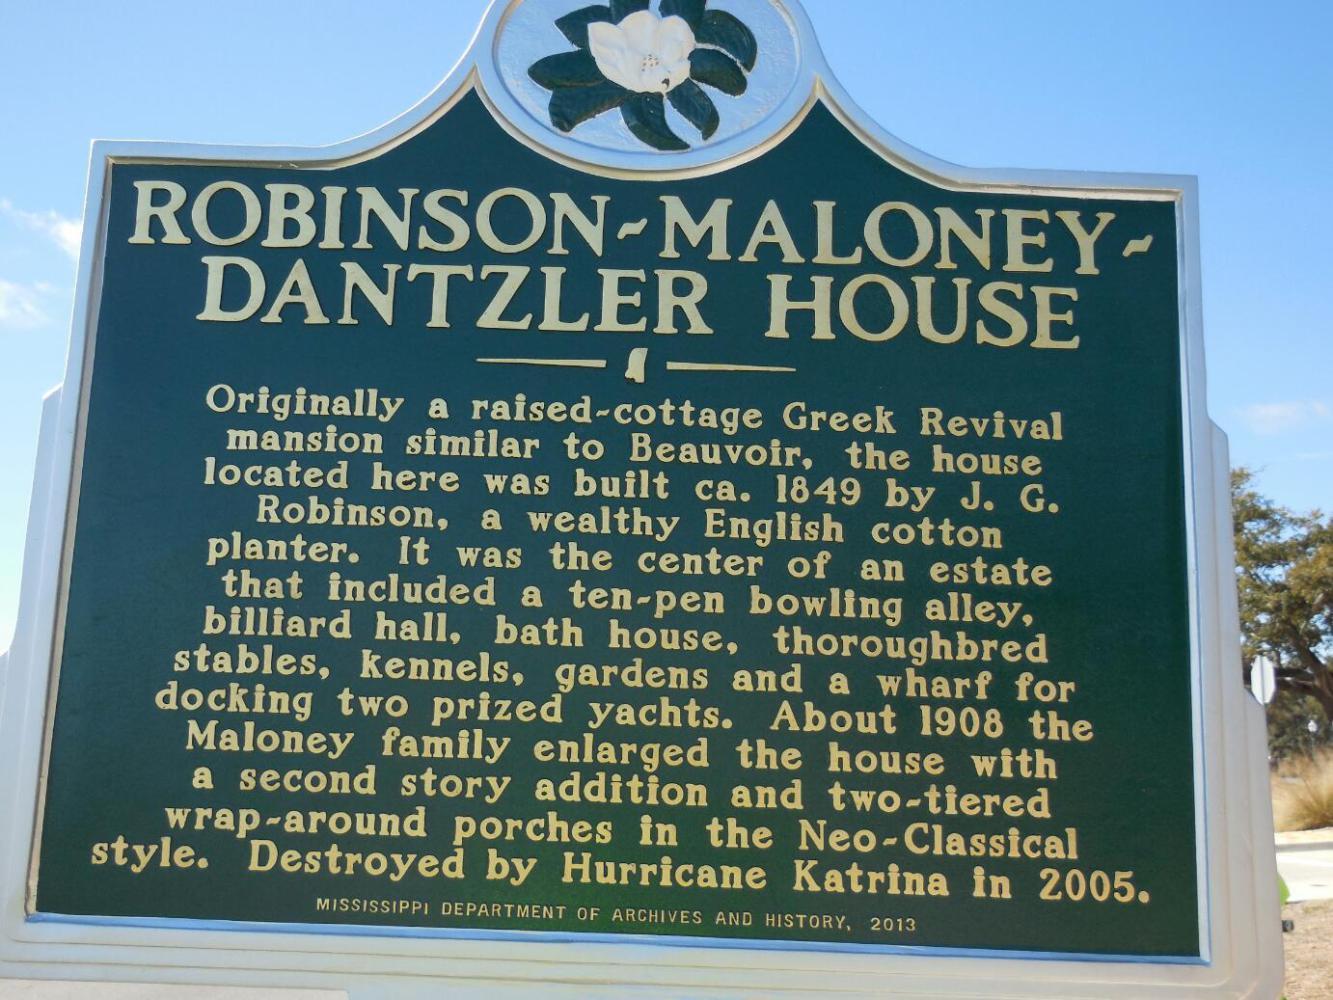 ROBINSON-MALONEY-
DANTZLER HOUSE
Originally a raised-cottage Greek Revival
mansion similar to Beauvoir, the house
located here was built ca. 1849 by J. G.
Robinson, a wealthy English cotton
planter. It was the center of an estate
that included a ten-pen bowling alley,
billiard hall, bath house, thoroughbred
stables, kennels, gardens and a wharf for
docking two prized yachts. About 1908 the
Maloney family enlarged the house with
a second story addition and two-tiered
wrap-around porches in the Neo-Classical
style. Destroyed by Hurricane Katrina in 2005.
MISSISSIPPI DEPARTMENT OF ARCHIVES AND HISTORY, 2013